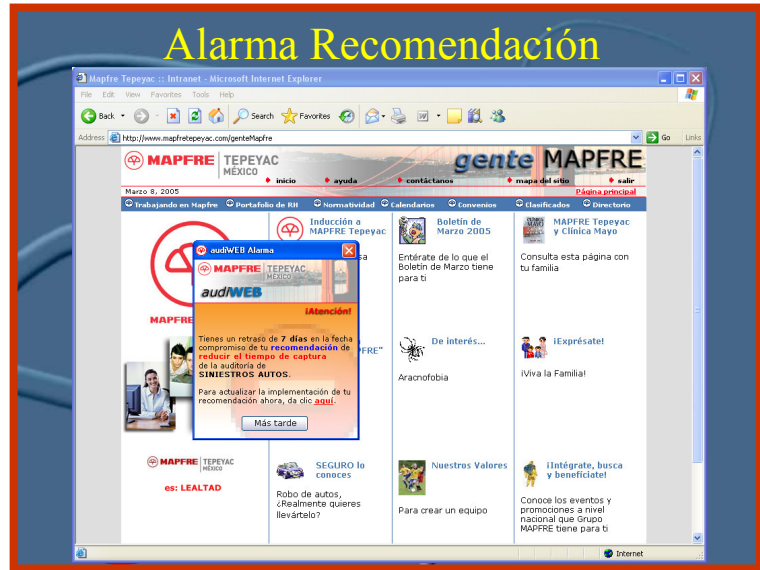 Alarma Recomendación
Mapfre Tepeyac :: Intranet - Microsoft Internet Explorer
File Edit View Favorites Tools Help
Back Search Favorites
Address http://www.mapfretepeyac.com/genteMapfre Go Links
MAPFRE TEPEYAC MÉXICO
gente MAPFRE
inicio ayuda contáctanos mapa del sitio salir
Marzo 8, 2005 Página principal
Trabajando en Mapfre Portafolio de RH Normatividad Calendarios Convenios Clasificados Directorio
Inducción a
MAPFRE Tepeyac
sa
Boletín de
Marzo 2005
Entérate de lo que el
Boletín de Marzo tiene
para ti
MAPFRE Tepeyac
y Clínica Mayo
Consulta esta página con
tu familia
audiWEB Alarma
MAPFRE TEPEYAC MÉXICO
audiWEB
¡Atención!
Tienes un retraso de 7 días en la fecha
compromiso de tu recomendación de
reducir el tiempo de captura
de la auditoría de
SINIESTROS AUTOS.
Para actualizar la implementación de tu
recomendación ahora, da clic aquí.
Más tarde
MAPFRE
PFRE"
De interés...
Aracnofobia
¡Exprésate!
¡Viva la Familia!
MAPFRE TEPEYAC MÉXICO
es: LEALTAD
SEGURO lo
conoces
Robo de autos,
¿Realmente quieres
llevártelo?
Nuestros Valores
Para crear un equipo
¡Intégrate, busca
y benefíciate!
Conoce los eventos y
promociones a nivel
nacional que Grupo
MAPFRE tiene para ti
Internet